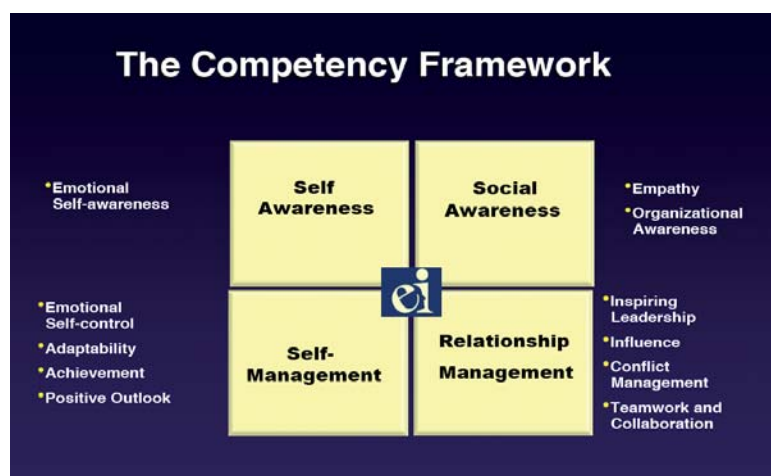 The Competency Framework
•Emotional
Self-awareness
Self
Awareness
Social
Awareness
•Empathy
•Organizational
Awareness
•Emotional
Self-control
•Adaptability
•Achievement
•Positive Outlook
Self-
Management
ei
Relationship
Management
•Inspiring
Leadership
•Influence
•Conflict
Management
•Teamwork and
Collaboration